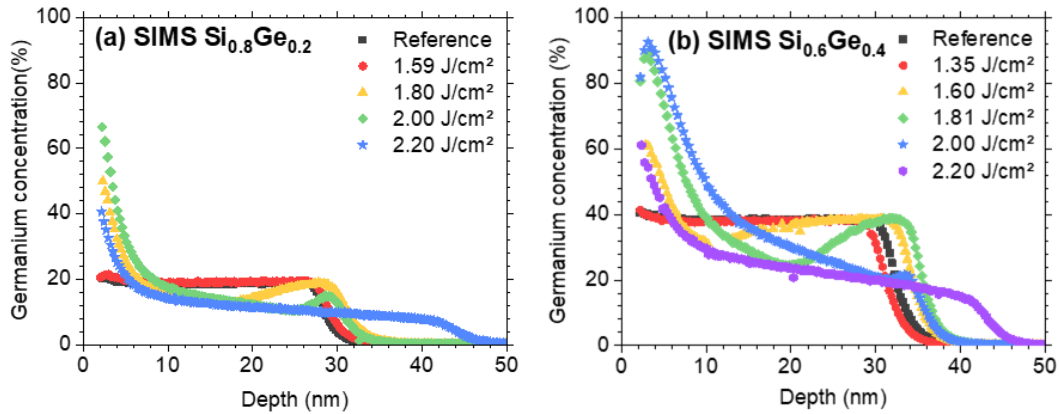 (a) SIMS Si0.8Ge0.2
Reference
1.59 J/cm²
1.80 J/cm²
2.00 J/cm²
2.20 J/cm²
Germanium concentration(%)
100
80
60
40
20
0
0 10 20 30 40 50
Depth (nm)
(b) SIMS Si0.6Ge0.4
Reference
1.35 J/cm²
1.60 J/cm²
1.81 J/cm²
2.00 J/cm²
2.20 J/cm²
Germanium concentration (%)
100
80
60
40
20
0
0 10 20 30 40 50
Depth (nm)